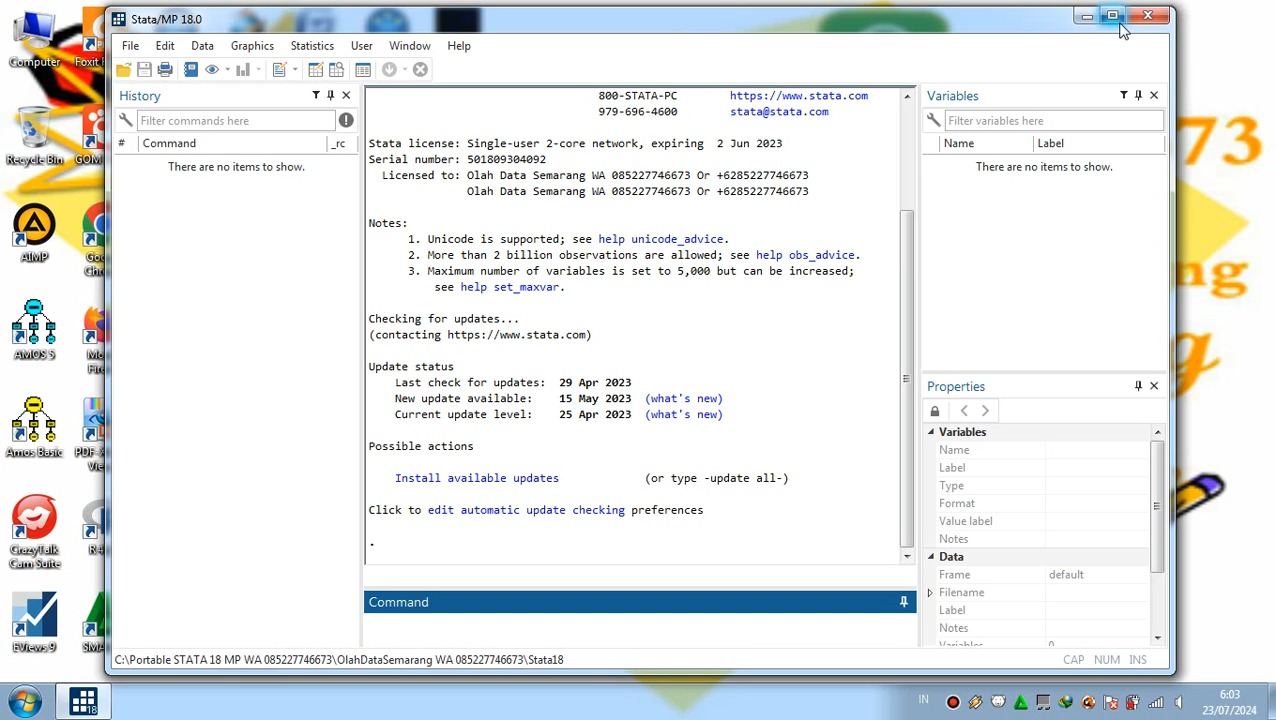 Stata/MP 18.0
File Edit Data Graphics Statistics User Window Help
History
Filter commands here
# Command _rc
There are no items to show.
800-STATA-PC https://www.stata.com
979-696-4600 stata@stata.com
Stata license: Single-user 2-core network, expiring 2 Jun 2023
Serial number: 501809304092
Licensed to: Olah Data Semarang WA 085227746673 Or +6285227746673
Olah Data Semarang WA 085227746673 Or +6285227746673
Notes:
1. Unicode is supported; see help unicode_advice.
2. More than 2 billion observations are allowed; see help obs_advice.
3. Maximum number of variables is set to 5,000 but can be increased;
see help set_maxvar.
Checking for updates...
(contacting https://www.stata.com)
Update status
Last check for updates: 29 Apr 2023
New update available: 15 May 2023 (what's new)
Current update level: 25 Apr 2023 (what's new)
Possible actions
Install available updates (or type -update all-)
Click to edit automatic update checking preferences
.
Command
Variables
Filter variables here
Name Label
There are no items to show.
Properties
Variables
Name
Label
Type
Format
Value label
Notes
Data
Frame default
Filename
Label
Notes
Variables 0
C:\Portable STATA 18 MP WA 085227746673\OlahDataSemarang WA 085227746673\Stata18
CAP NUM INS
Computer
Foxit
Recycle Bin
GOM
AIMP
AMOS 5
Amos Basic
CrazyTalk
Cam Suite
EViews 9
73
ng
18
IN
6:03
23/07/2024